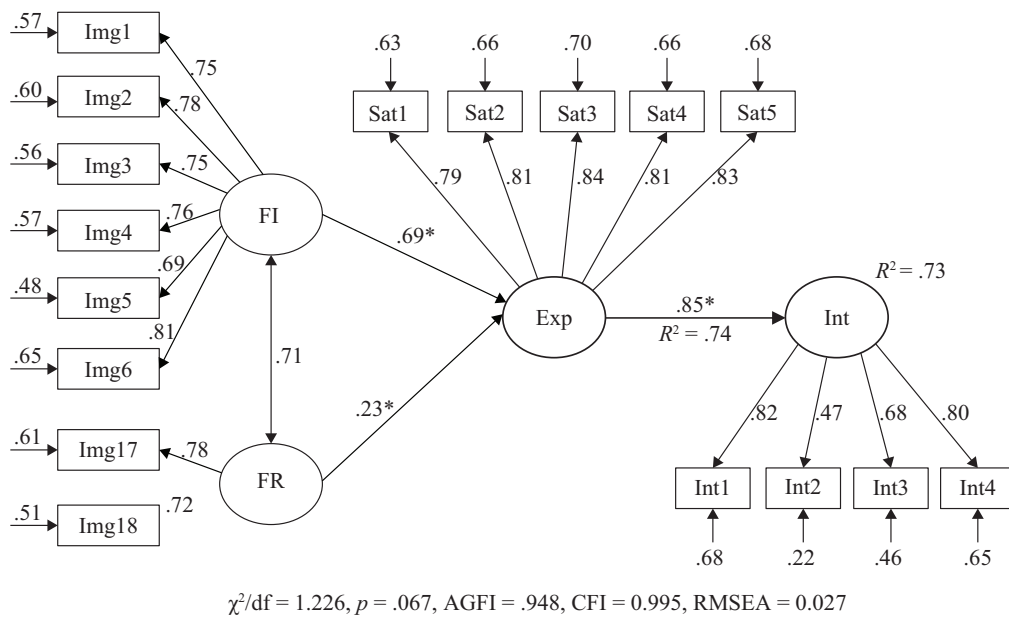 .57 Img1 .75
.60 Img2 .78
.56 Img3 .75
.57 Img4 .76
.48 Img5 .69
.65 Img6 .81
.61 Img17 .78
.51 Img18 .72
FI
.71
FR
.69*
.23*
.63 .66 .70 .66 .68
Sat1 Sat2 Sat3 Sat4 Sat5
.79 .81 .84 .81 .83
Exp
.85*
R² = .74
R² = .73
Int
.82 .47 .68 .80
Int1 Int2 Int3 Int4
.68 .22 .46 .65
χ²/df = 1.226, p = .067, AGFI = .948, CFI = 0.995, RMSEA = 0.027